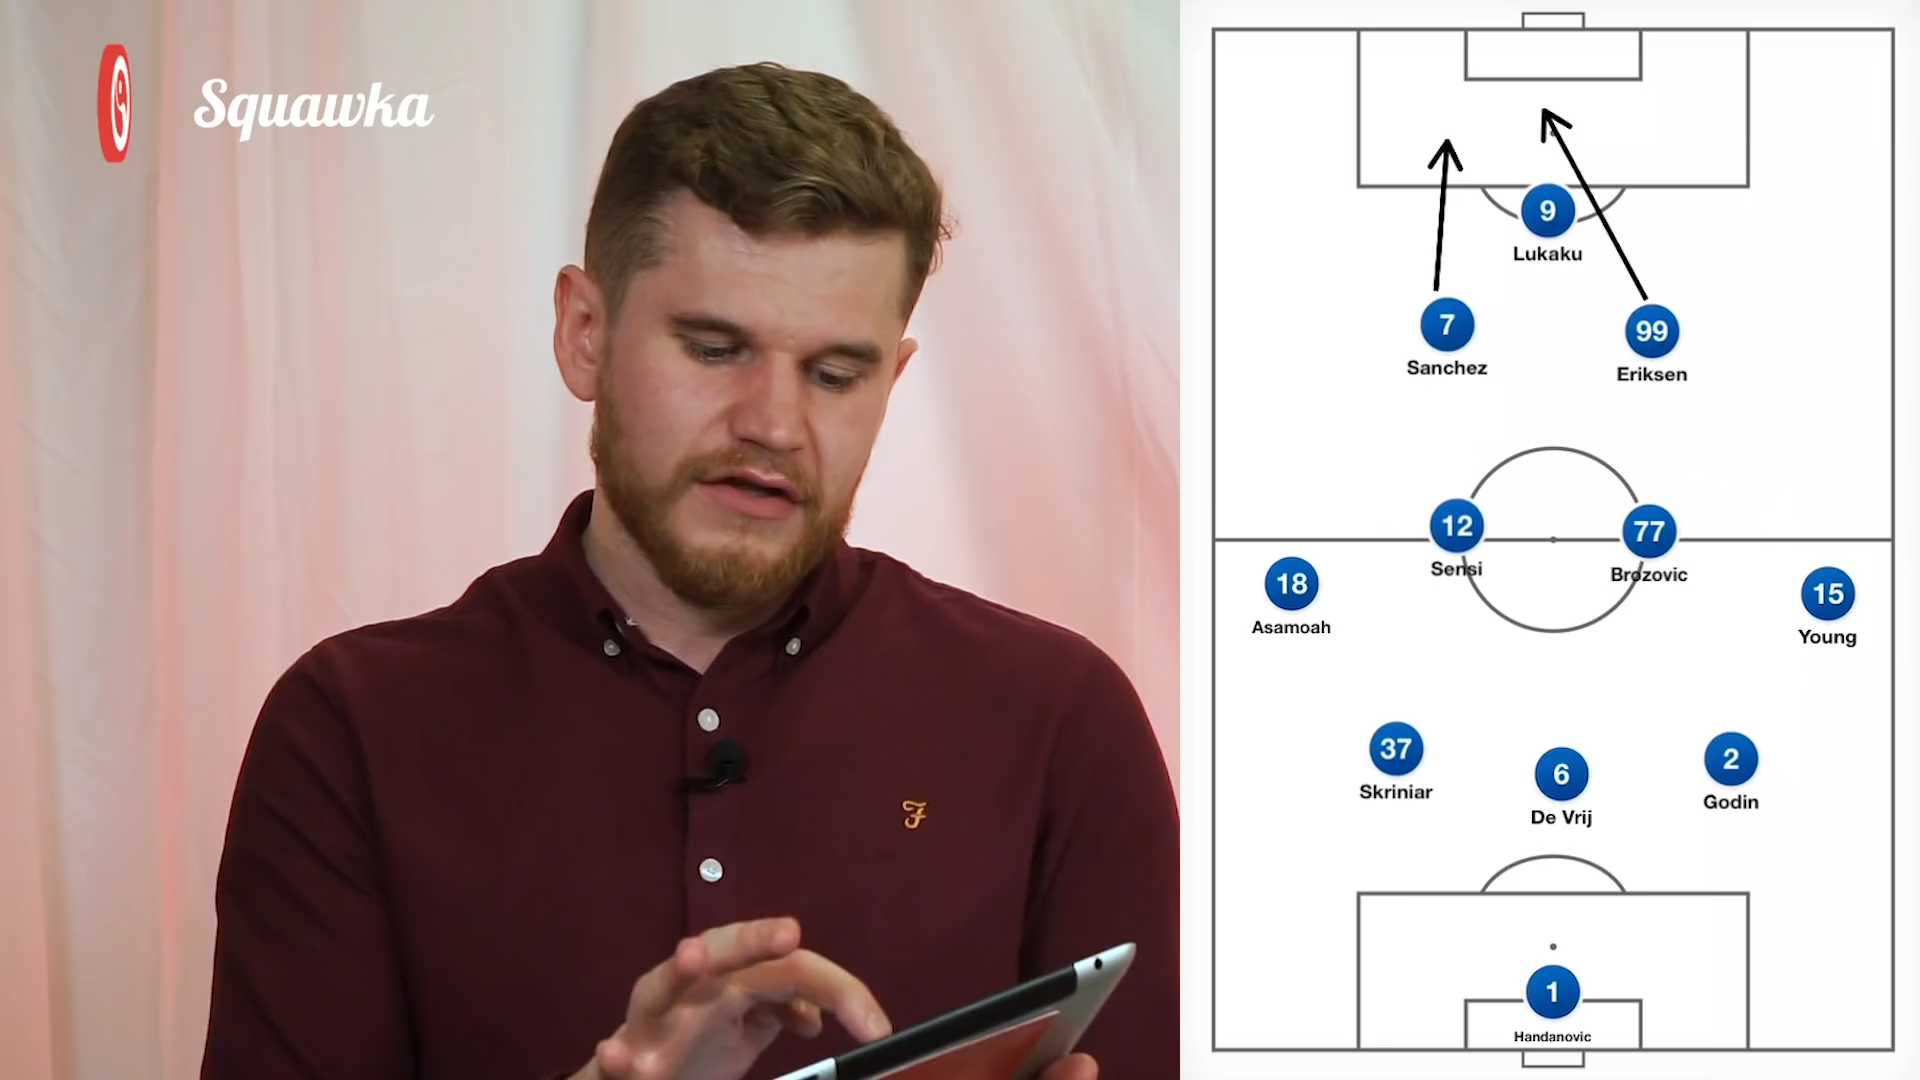 Squawka
9
Lukaku
7
Sanchez
99
Eriksen
12
Sensi
77
Brozovic
18
Asamoah
15
Young
37
Skriniar
6
De Vrij
2
Godin
1
Handanovic
F